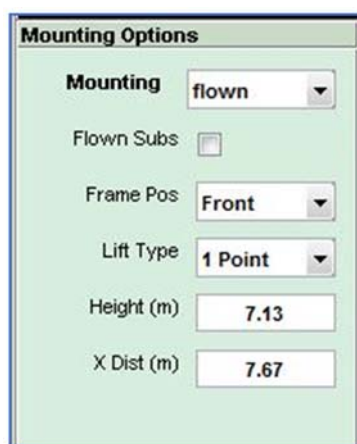 Mounting Options
Mounting flown
Flown Subs
Frame Pos Front
Lift Type 1 Point
Height (m) 7.13
X Dist (m) 7.67